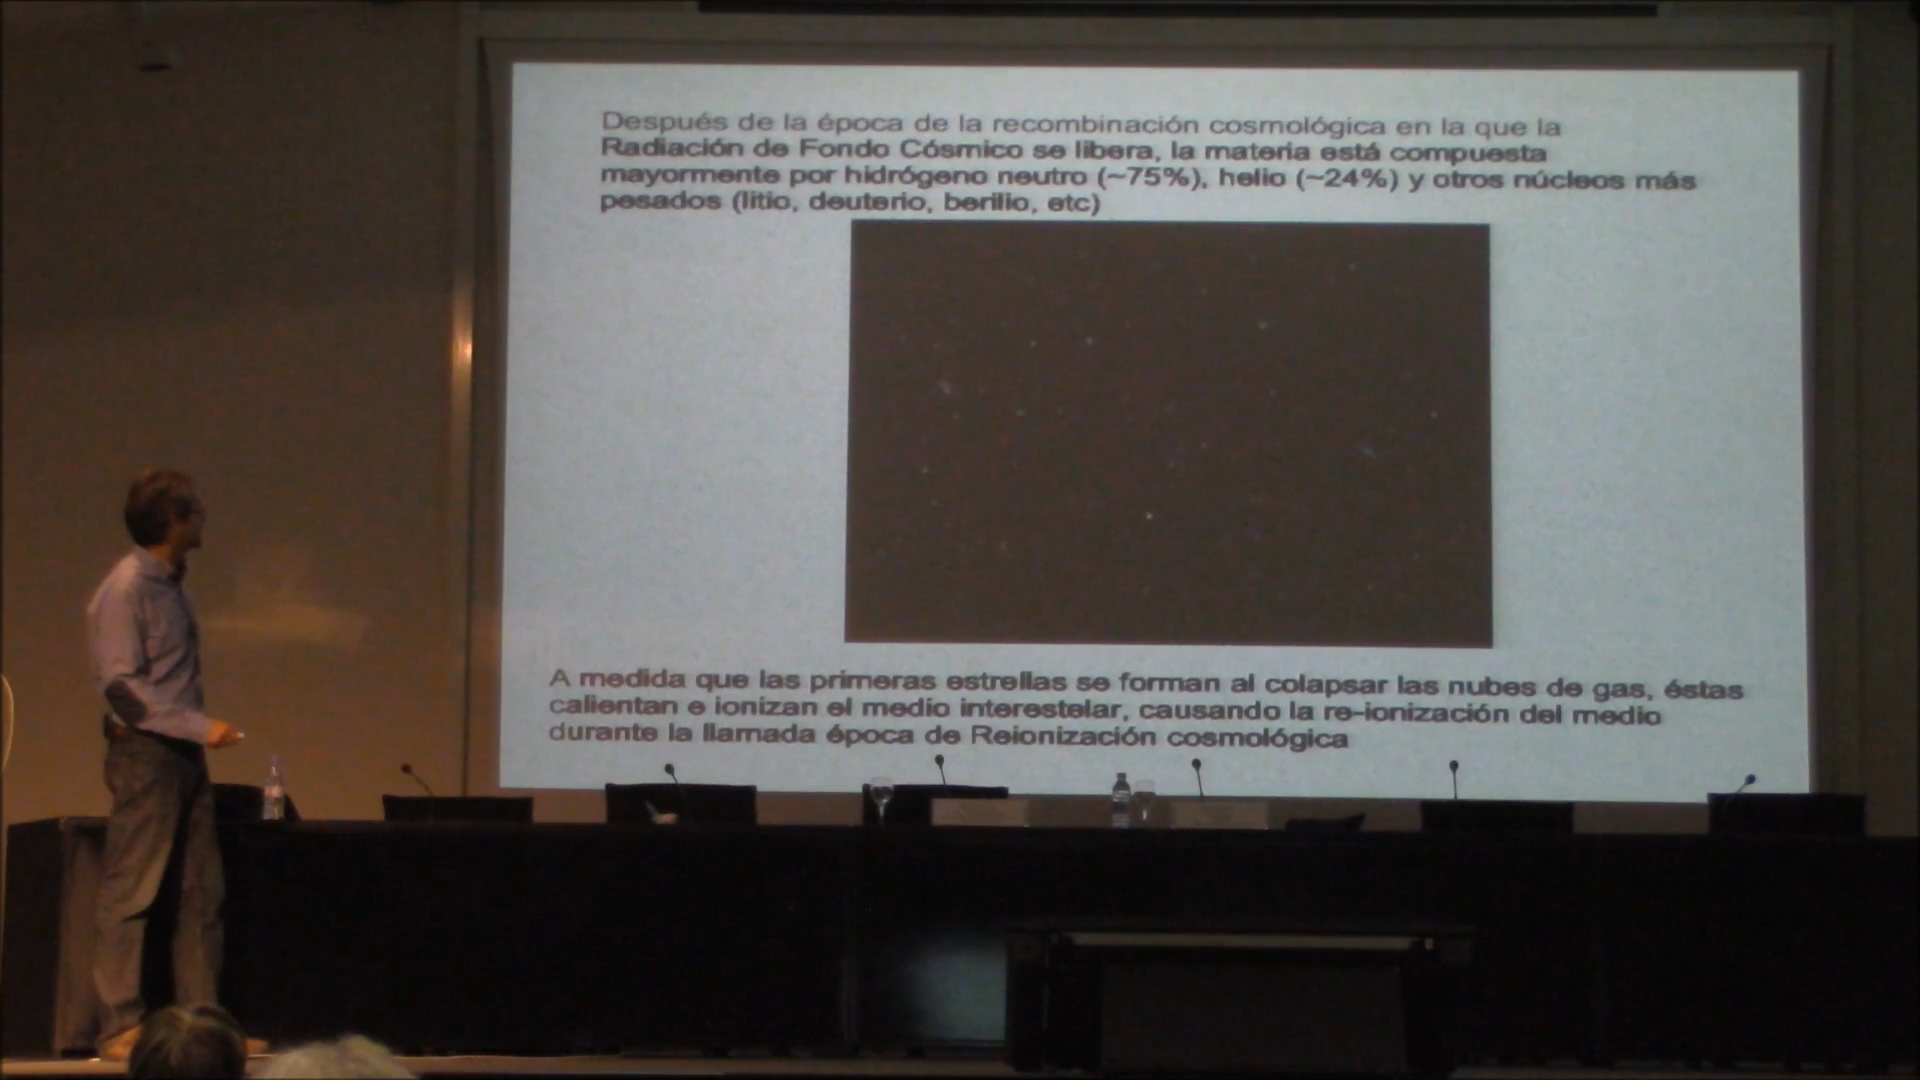 Después de la época de la recombinación cosmológica en la que la
Radiación de Fondo Cósmico se libera, la materia está compuesta
mayormente por hidrógeno neutro (~75%), helio (~24%) y otros núcleos más
pesados (litio, deuterio, berilio, etc)
A medida que las primeras estrellas se forman al colapsar las nubes de gas, éstas
calientan e ionizan el medio interestelar, causando la re-ionización del medio
durante la llamada época de Reionización cosmológica